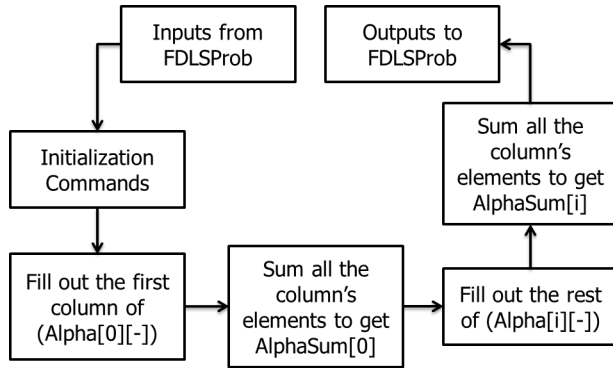 Inputs from
FDLSProb
Initialization
Commands
Fill out the first
column of
(Alpha[0][-])
Sum all the
column's
elements to get
AlphaSum[0]
Fill out the rest
of (Alpha[i][-])
Sum all the
column's
elements to get
AlphaSum[i]
Outputs to
FDLSProb